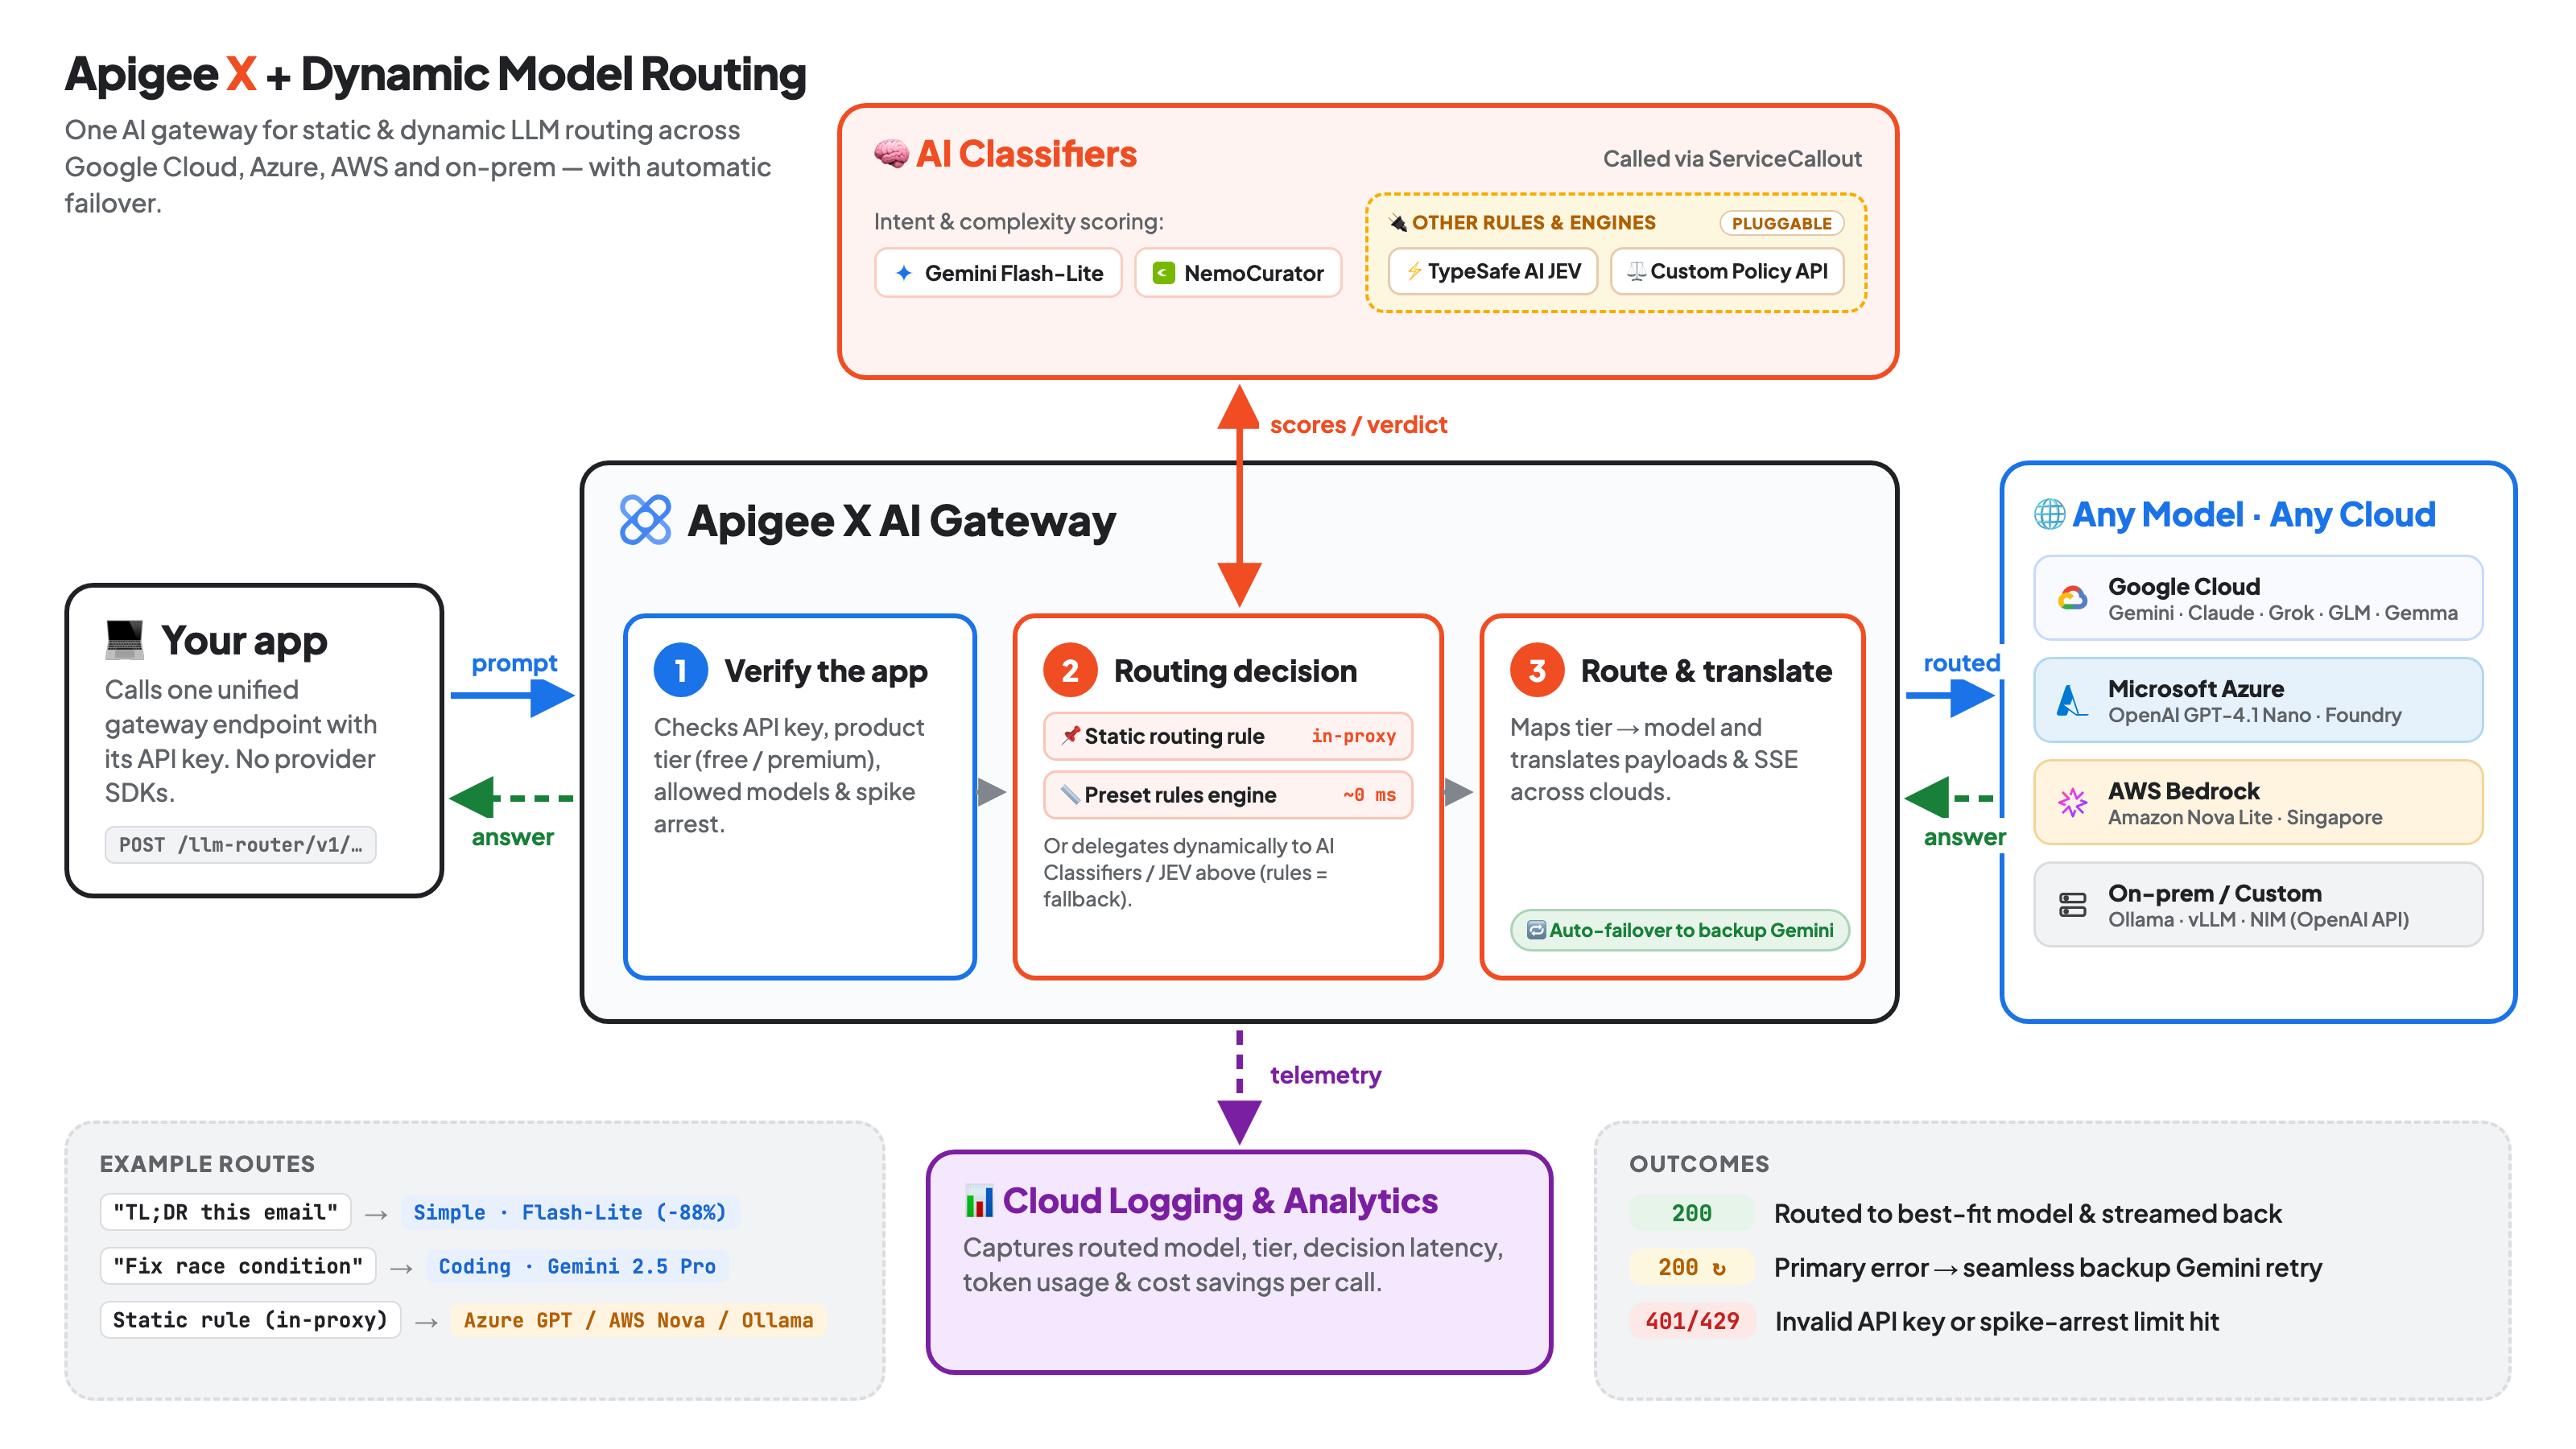 Apigee X + Dynamic Model Routing
One AI gateway for static & dynamic LLM routing across
Google Cloud, Azure, AWS and on-prem — with automatic
failover.
🧠 AI Classifiers
Called via ServiceCallout
Intent & complexity scoring:
Gemini Flash-Lite
NemoCurator
🔌 OTHER RULES & ENGINES
PLUGGABLE
⚡ TypeSafe AI JEV
⚖️ Custom Policy API
scores / verdict
Apigee X AI Gateway
💻 Your app
Calls one unified
gateway endpoint with
its API key. No provider
SDKs.
POST /llm-router/v1/…
prompt
answer
1 Verify the app
Checks API key, product
tier (free / premium),
allowed models & spike
arrest.
2 Routing decision
📌 Static routing rule in-proxy
📏 Preset rules engine ~0 ms
Or delegates dynamically to AI
Classifiers / JEV above (rules =
fallback).
3 Route & translate
Maps tier → model and
translates payloads & SSE
across clouds.
🔁 Auto-failover to backup Gemini
routed
answer
🌐 Any Model · Any Cloud
Google Cloud
Gemini · Claude · Grok · GLM · Gemma
Microsoft Azure
OpenAI GPT-4.1 Nano · Foundry
AWS Bedrock
Amazon Nova Lite · Singapore
On-prem / Custom
Ollama · vLLM · NIM (OpenAI API)
telemetry
EXAMPLE ROUTES
"TL;DR this email" → Simple · Flash-Lite (-88%)
"Fix race condition" → Coding · Gemini 2.5 Pro
Static rule (in-proxy) → Azure GPT / AWS Nova / Ollama
📊 Cloud Logging & Analytics
Captures routed model, tier, decision latency,
token usage & cost savings per call.
OUTCOMES
200 Routed to best-fit model & streamed back
200 ↻ Primary error → seamless backup Gemini retry
401/429 Invalid API key or spike-arrest limit hit